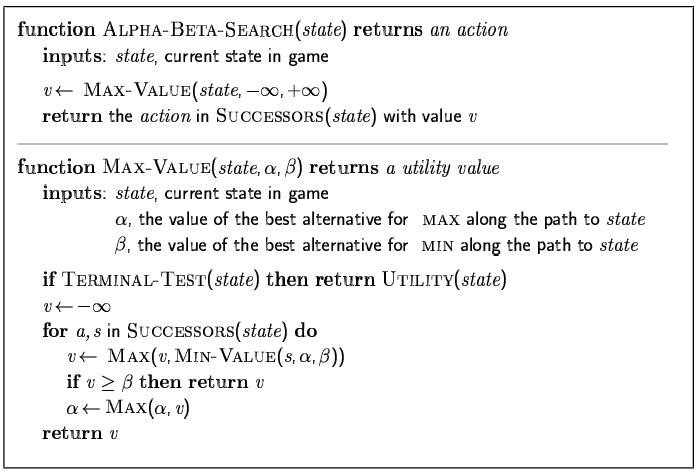 function ALPHA-BETA-SEARCH(state) returns an action
inputs: state, current state in game
v ← MAX-VALUE(state, −∞, +∞)
return the action in SUCCESSORS(state) with value v
function MAX-VALUE(state, α, β) returns a utility value
inputs: state, current state in game
α, the value of the best alternative for MAX along the path to state
β, the value of the best alternative for MIN along the path to state
if TERMINAL-TEST(state) then return UTILITY(state)
v ← −∞
for a, s in SUCCESSORS(state) do
v ← MAX(v, MIN-VALUE(s, α, β))
if v ≥ β then return v
α ← MAX(α, v)
return v